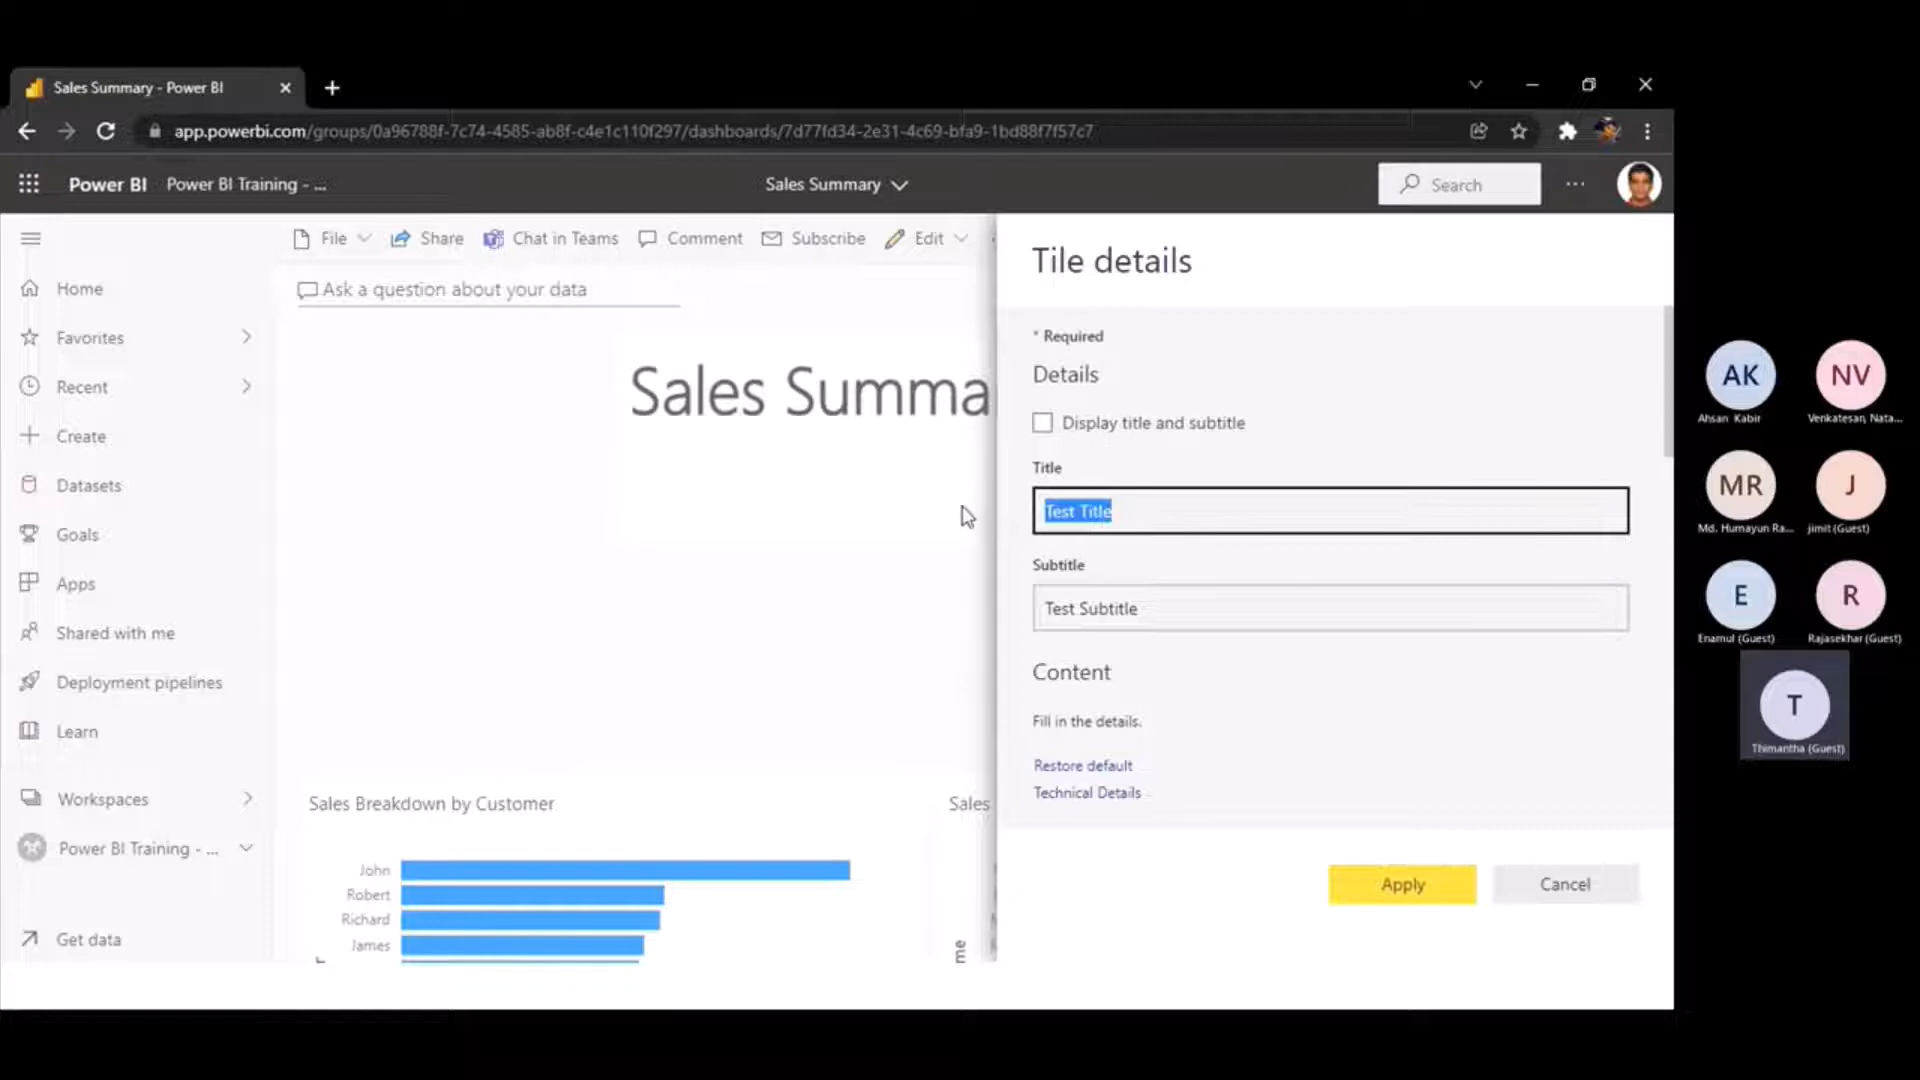 Sales Summary - Power BI
app.powerbi.com/groups/0a96788f-7c74-4585-ab8f-c4e1c110f297/dashboards/7d77fd34-2e31-4c69-bfa9-1bd88f7f57c7
Power BI Power BI Training - ... Sales Summary Search
File Share Chat in Teams Comment Subscribe Edit
Ask a question about your data
Home
Favorites
Recent
Create
Datasets
Goals
Apps
Shared with me
Deployment pipelines
Learn
Workspaces
Power BI Training - ...
Get data
Sales Summa
Sales Breakdown by Customer
Sales
John
Robert
Richard
James
me
Tile details
* Required
Details
Display title and subtitle
Title
Test Title
Subtitle
Test Subtitle
Content
Fill in the details.
Restore default
Technical Details
Apply Cancel
AK NV
Ahsan Kabir Venkatesan, Nata...
MR J
Md. Humayun Ra... jimit (Guest)
E R
Enamul (Guest) Rajasekhar (Guest)
T
Thimantha (Guest)